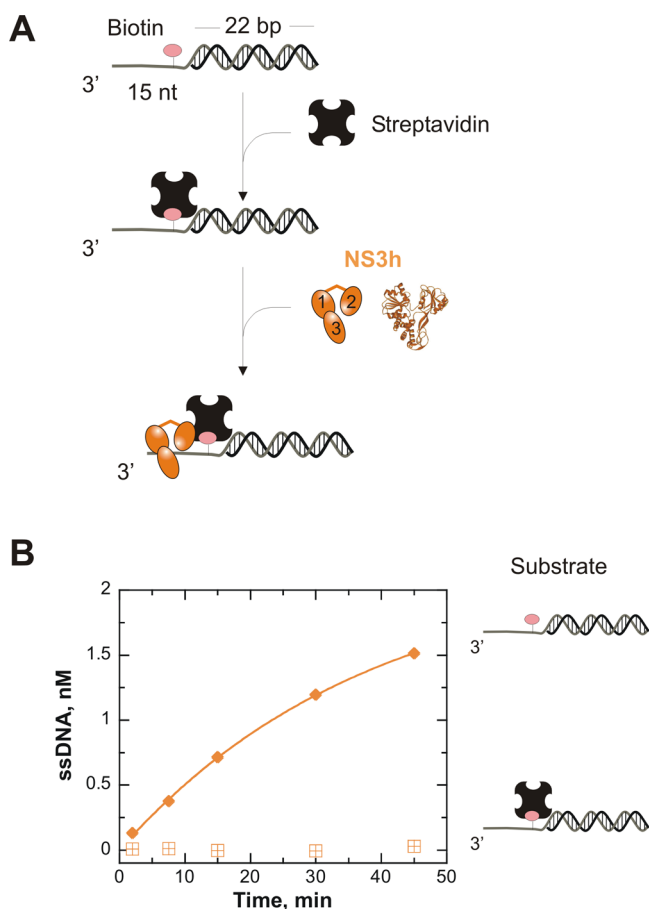 A
Biotin
22 bp
3’
15 nt
Streptavidin
3’
NS3h
1
2
3
3’
B
Substrate
2
1.5
1
0.5
0
ssDNA, nM
0
10
20
30
40
50
Time, min
3’
3’